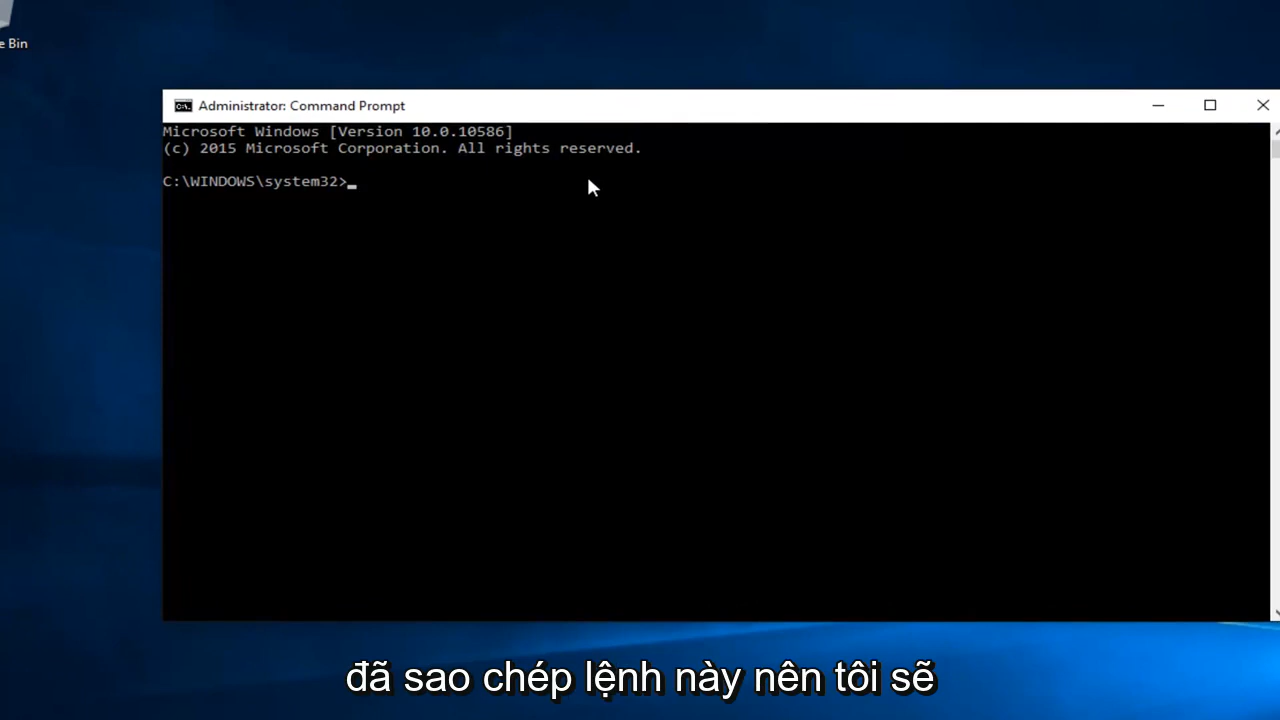 e Bin
Administrator: Command Prompt
Microsoft Windows [Version 10.0.10586]
(c) 2015 Microsoft Corporation. All rights reserved.
C:\WINDOWS\system32>
đã sao chép lệnh này nên tôi sẽ